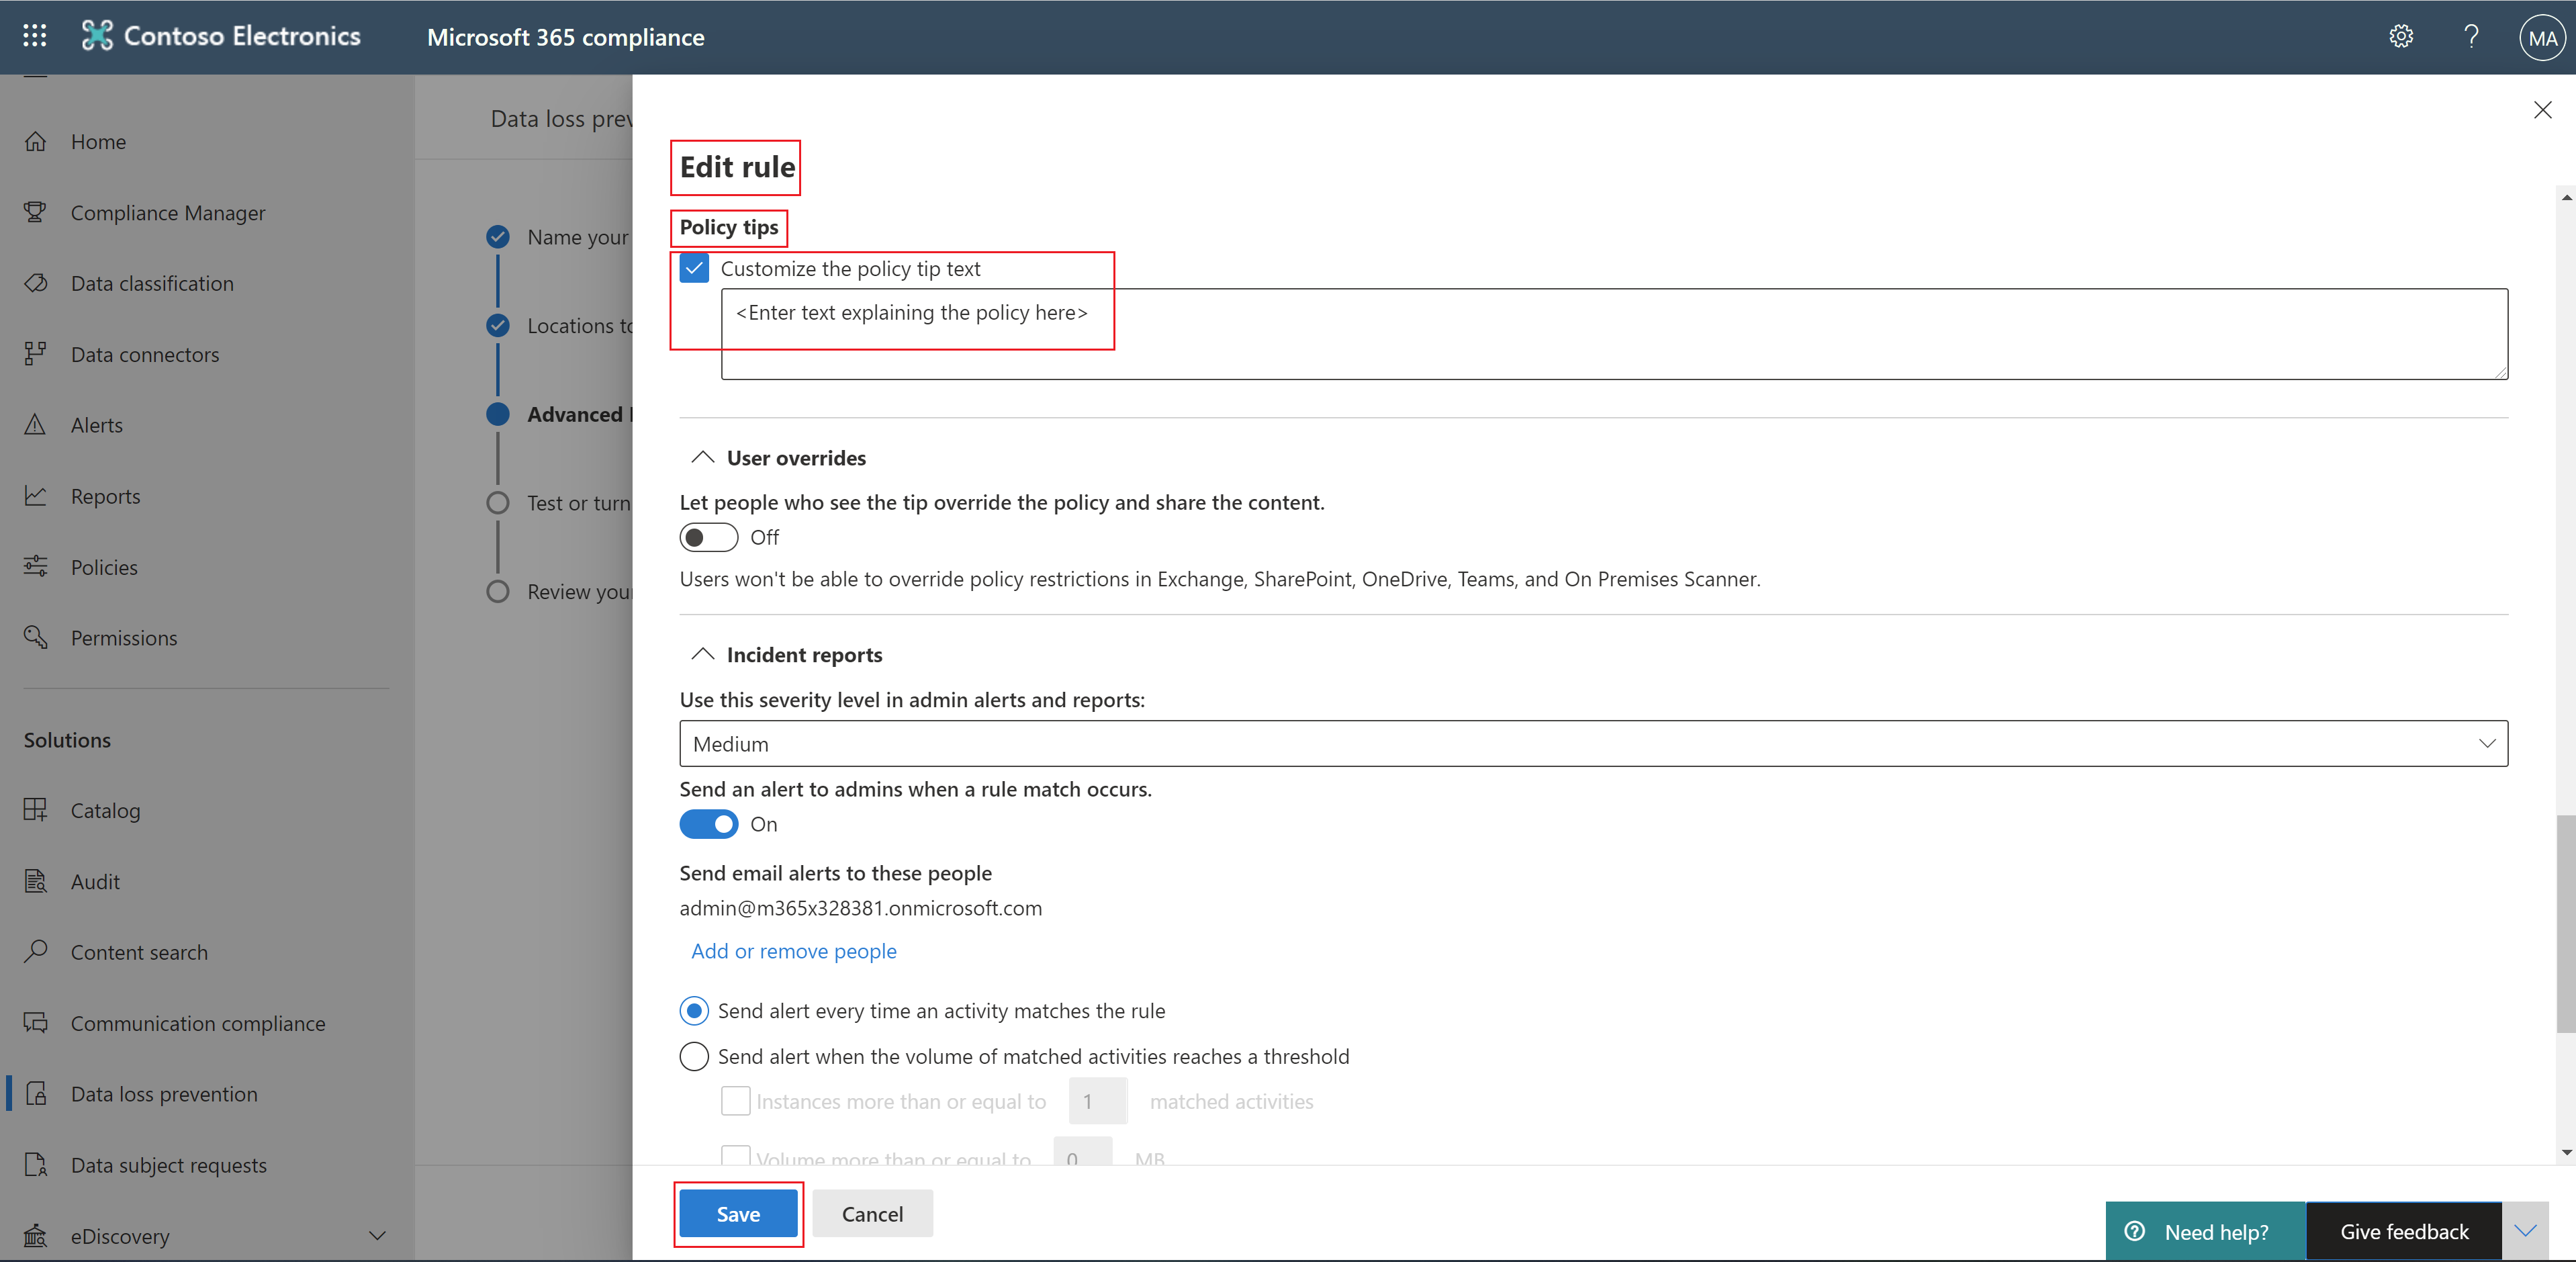 Contoso Electronics
Microsoft 365 compliance
MA
Home
Compliance Manager
Data classification
Data connectors
Alerts
Reports
Policies
Permissions
Solutions
Catalog
Audit
Content search
Communication compliance
Data loss prevention
Data subject requests
eDiscovery
Data loss prev
Name your
Locations to
Advanced
Test or turn
Review your
Edit rule
Policy tips
Customize the policy tip text
<Enter text explaining the policy here>
User overrides
Let people who see the tip override the policy and share the content.
Off
Users won't be able to override policy restrictions in Exchange, SharePoint, OneDrive, Teams, and On Premises Scanner.
Incident reports
Use this severity level in admin alerts and reports:
Medium
Send an alert to admins when a rule match occurs.
On
Send email alerts to these people
admin@m365x328381.onmicrosoft.com
Add or remove people
Send alert every time an activity matches the rule
Send alert when the volume of matched activities reaches a threshold
Instances more than or equal to 1 matched activities
Volume more than or equal to 0 MB
Save
Cancel
Need help?
Give feedback